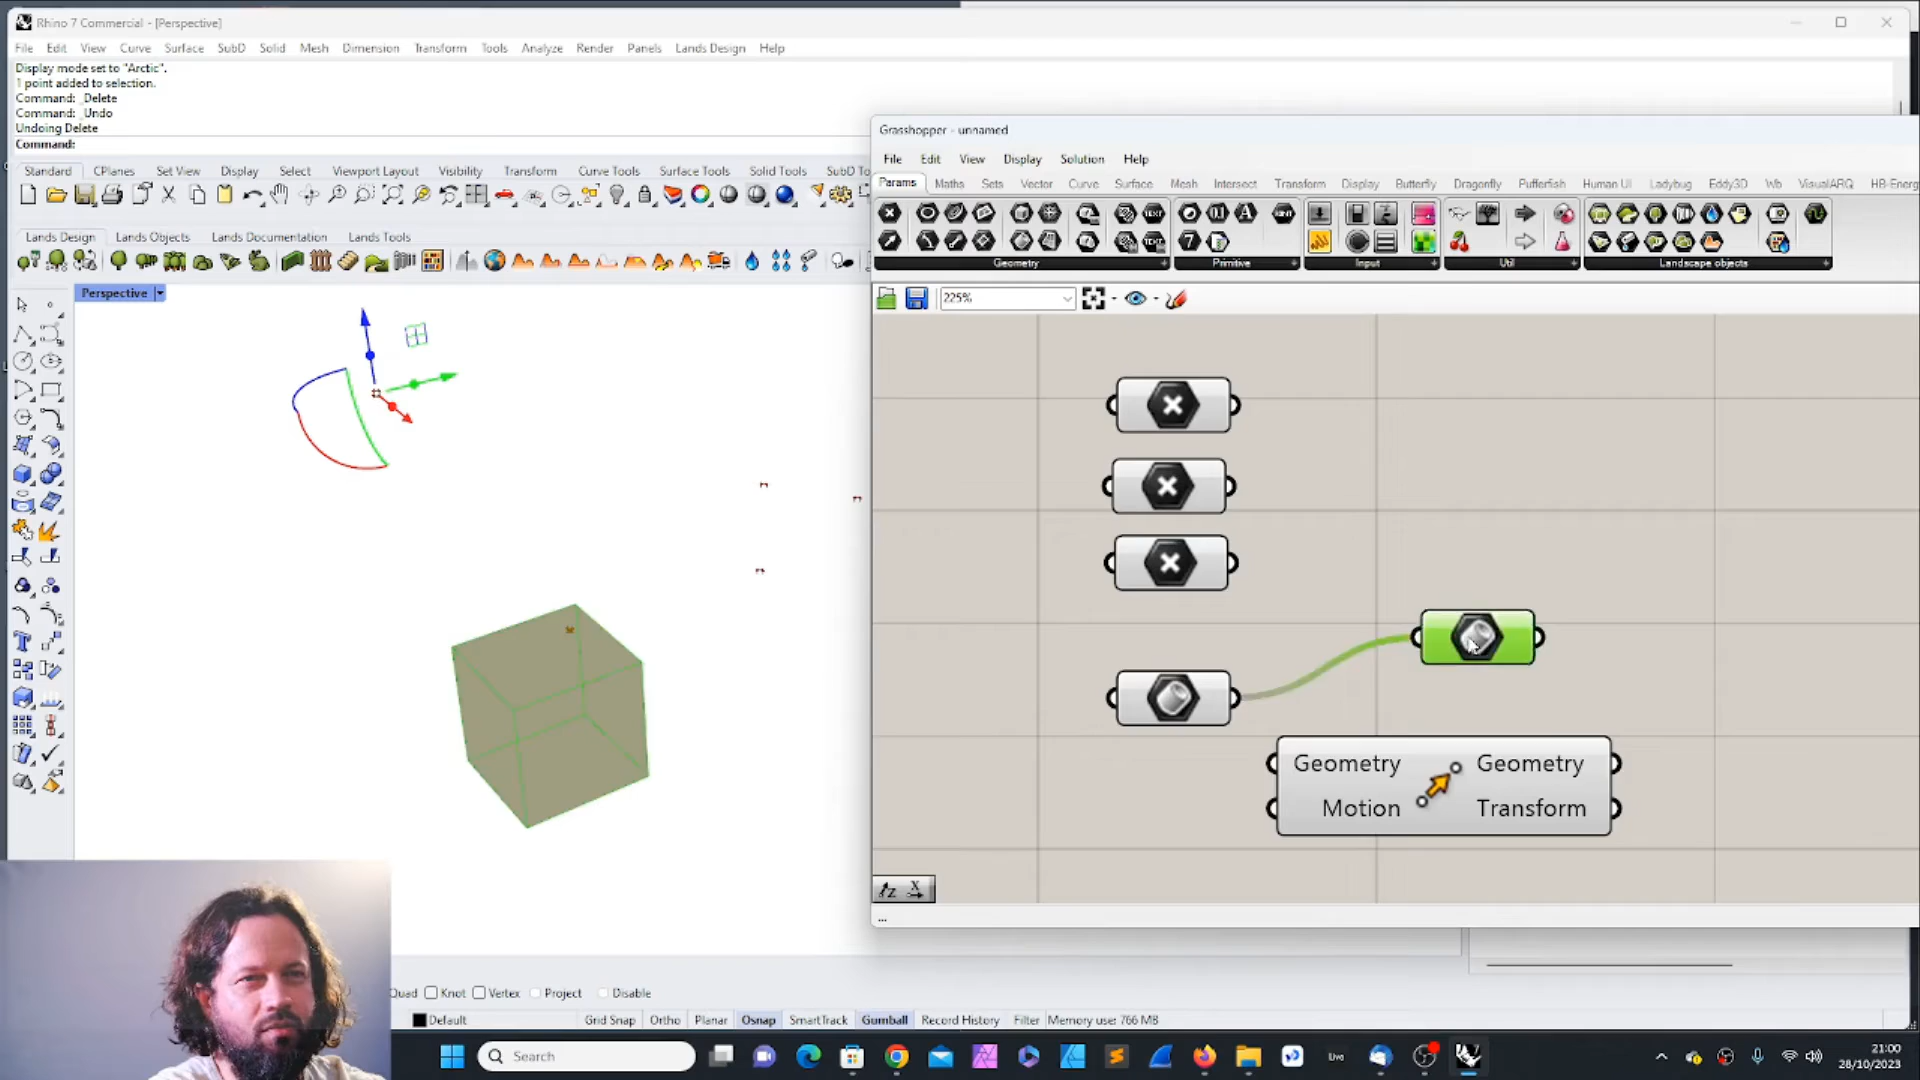 Rhino 7 Commercial - [Perspective]
File Edit View Curve Surface SubD Solid Mesh Dimension Transform Tools Analyze Render Panels Lands Design Help
Display mode set to "Arctic".
1 point added to selection.
Command: _Delete
Command: _Undo
Undoing Delete
Command:
Standard CPlanes Set View Display Select Viewport Layout Visibility Transform Curve Tools Surface Tools Solid Tools SubD To
Lands Design Lands Objects Lands Documentation Lands Tools
Perspective
Grasshopper - unnamed
File Edit View Display Solution Help
Params Maths Sets Vector Curve Surface Mesh Intersect Transform Display Butterfly Dragonfly Pufferfish Human UI Ladybug Eddy3D Wb VisualARQ HB-Energ
Geometry Primitive Input Util Landscape objects
225%
Geometry Geometry
Motion Transform
...
Quad Knot Vertex Project Disable
Default Grid Snap Ortho Planar Osnap SmartTrack Gumball Record History Filter Memory use: 766 MB
Search
Live
21:00
28/10/2023